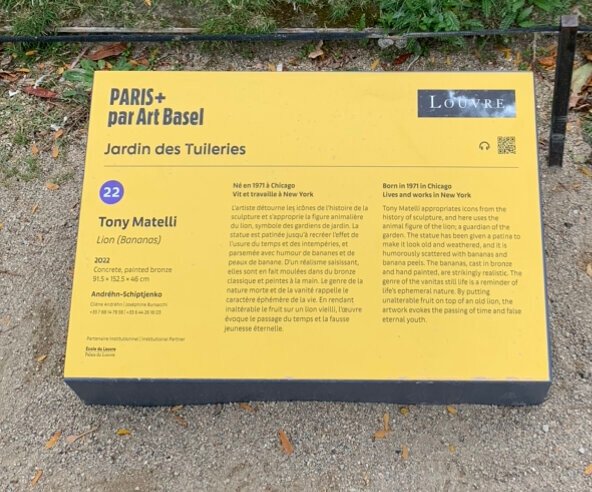 PARIS+
par Art Basel
LOUVRE
Jardin des Tuileries
22
Tony Matelli
Lion (Bananas)
2022
Concrete, painted bronze
91.5 × 152.5 × 46 cm
Andréhn-Schiptjenko
Partenaire institutionnel / Institutional Partner
École du Louvre
Palais du Louvre
Né en 1971 à Chicago
Vit et travaille à New York
L'artiste détourne les icônes de l'histoire de la
sculpture et s'approprie la figure animalière
du lion, symbole des gardiens de jardin. La
statue est patinée jusqu'à recréer l'effet de
l'usure du temps et des intempéries, et
parsemée avec humour de bananes et de
peaux de banane. D'un réalisme saisissant,
elles sont en fait moulées dans du bronze
classique et peintes à la main. Le genre de la
nature morte et de la vanité rappelle le
caractère éphémère de la vie. En rendant
inaltérable le fruit sur un lion vieilli, l'œuvre
évoque le passage du temps et la fausse
jeunesse éternelle.
Born in 1971 in Chicago
Lives and works in New York
Tony Matelli appropriates icons from the
history of sculpture, and here uses the
animal figure of the lion; a guardian of the
garden. The statue has been given a patina to
make it look old and weathered, and it is
humorously scattered with bananas and
banana peels. The bananas, cast in bronze
and hand painted, are strikingly realistic. The
genre of the vanitas still life is a reminder of
life's ephemeral nature. By putting
unalterable fruit on top of an old lion, the
artwork evokes the passing of time and false
eternal youth.